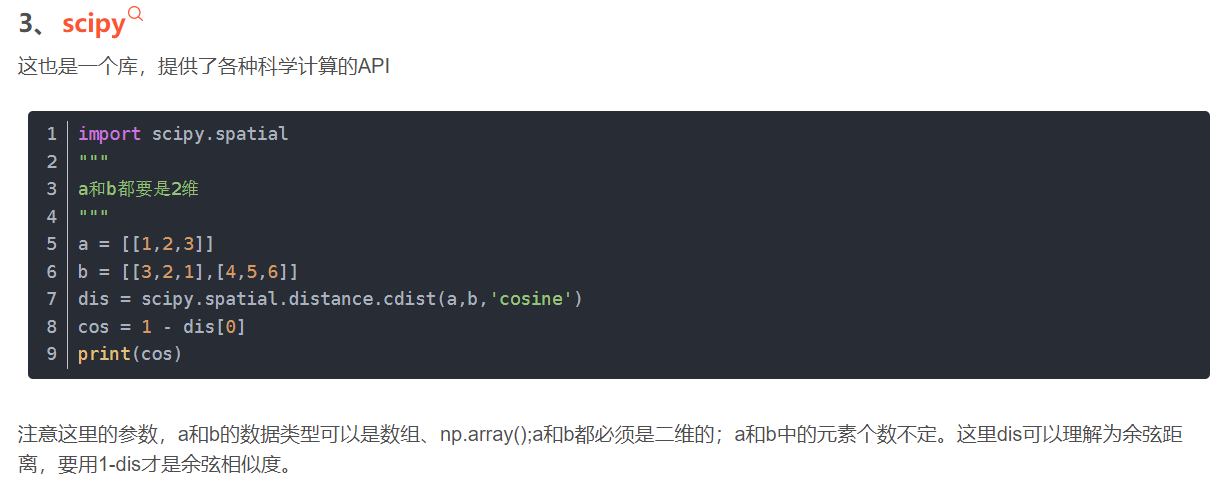 3、 scipy
这也是一个库，提供了各种科学计算的API
1 import scipy.spatial
2 """
3 a和b都要是2维
4 """
5 a = [[1,2,3]]
6 b = [[3,2,1],[4,5,6]]
7 dis = scipy.spatial.distance.cdist(a,b,'cosine')
8 cos = 1 - dis[0]
9 print(cos)
注意这里的参数，a和b的数据类型可以是数组、np.array();a和b都必须是二维的；a和b中的元素个数不定。这里dis可以理解为余弦距
离，要用1-dis才是余弦相似度。